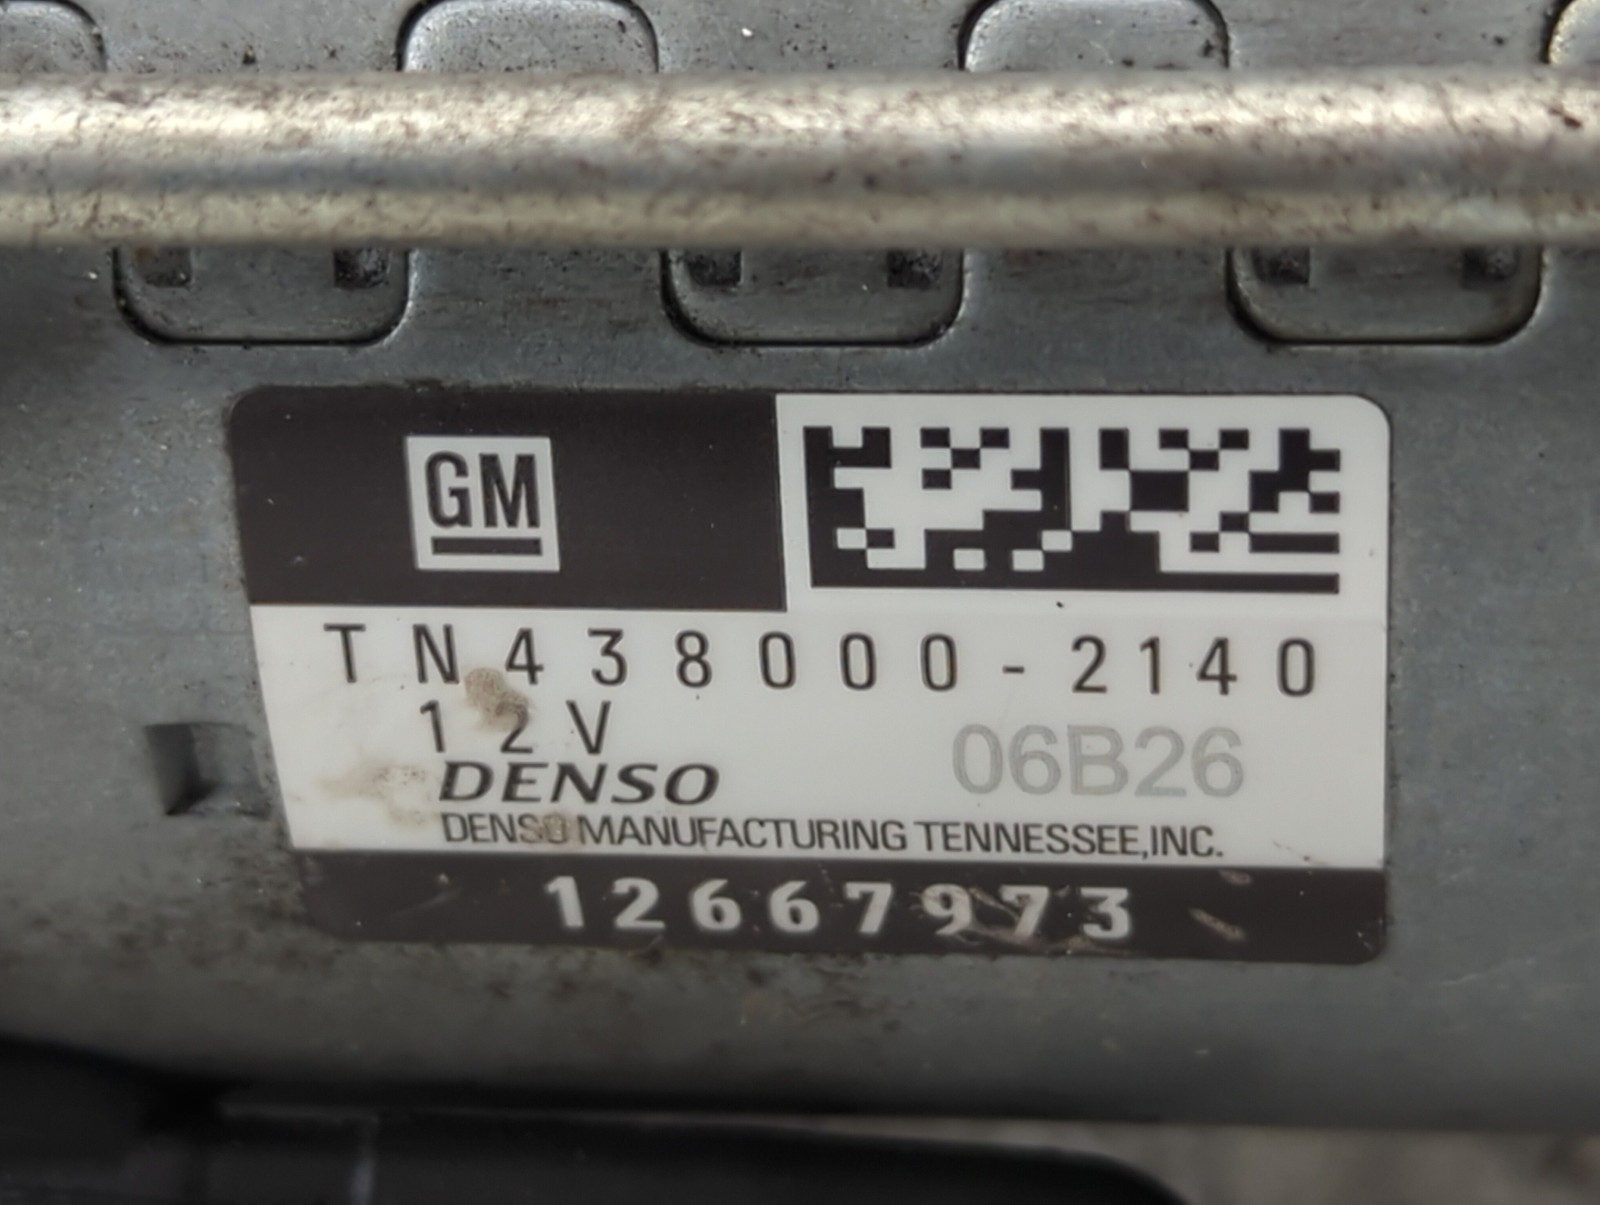 GM
TN438000-2140
12V
06B26
DENSO
DENSO MANUFACTURING TENNESSEE,INC.
12667973